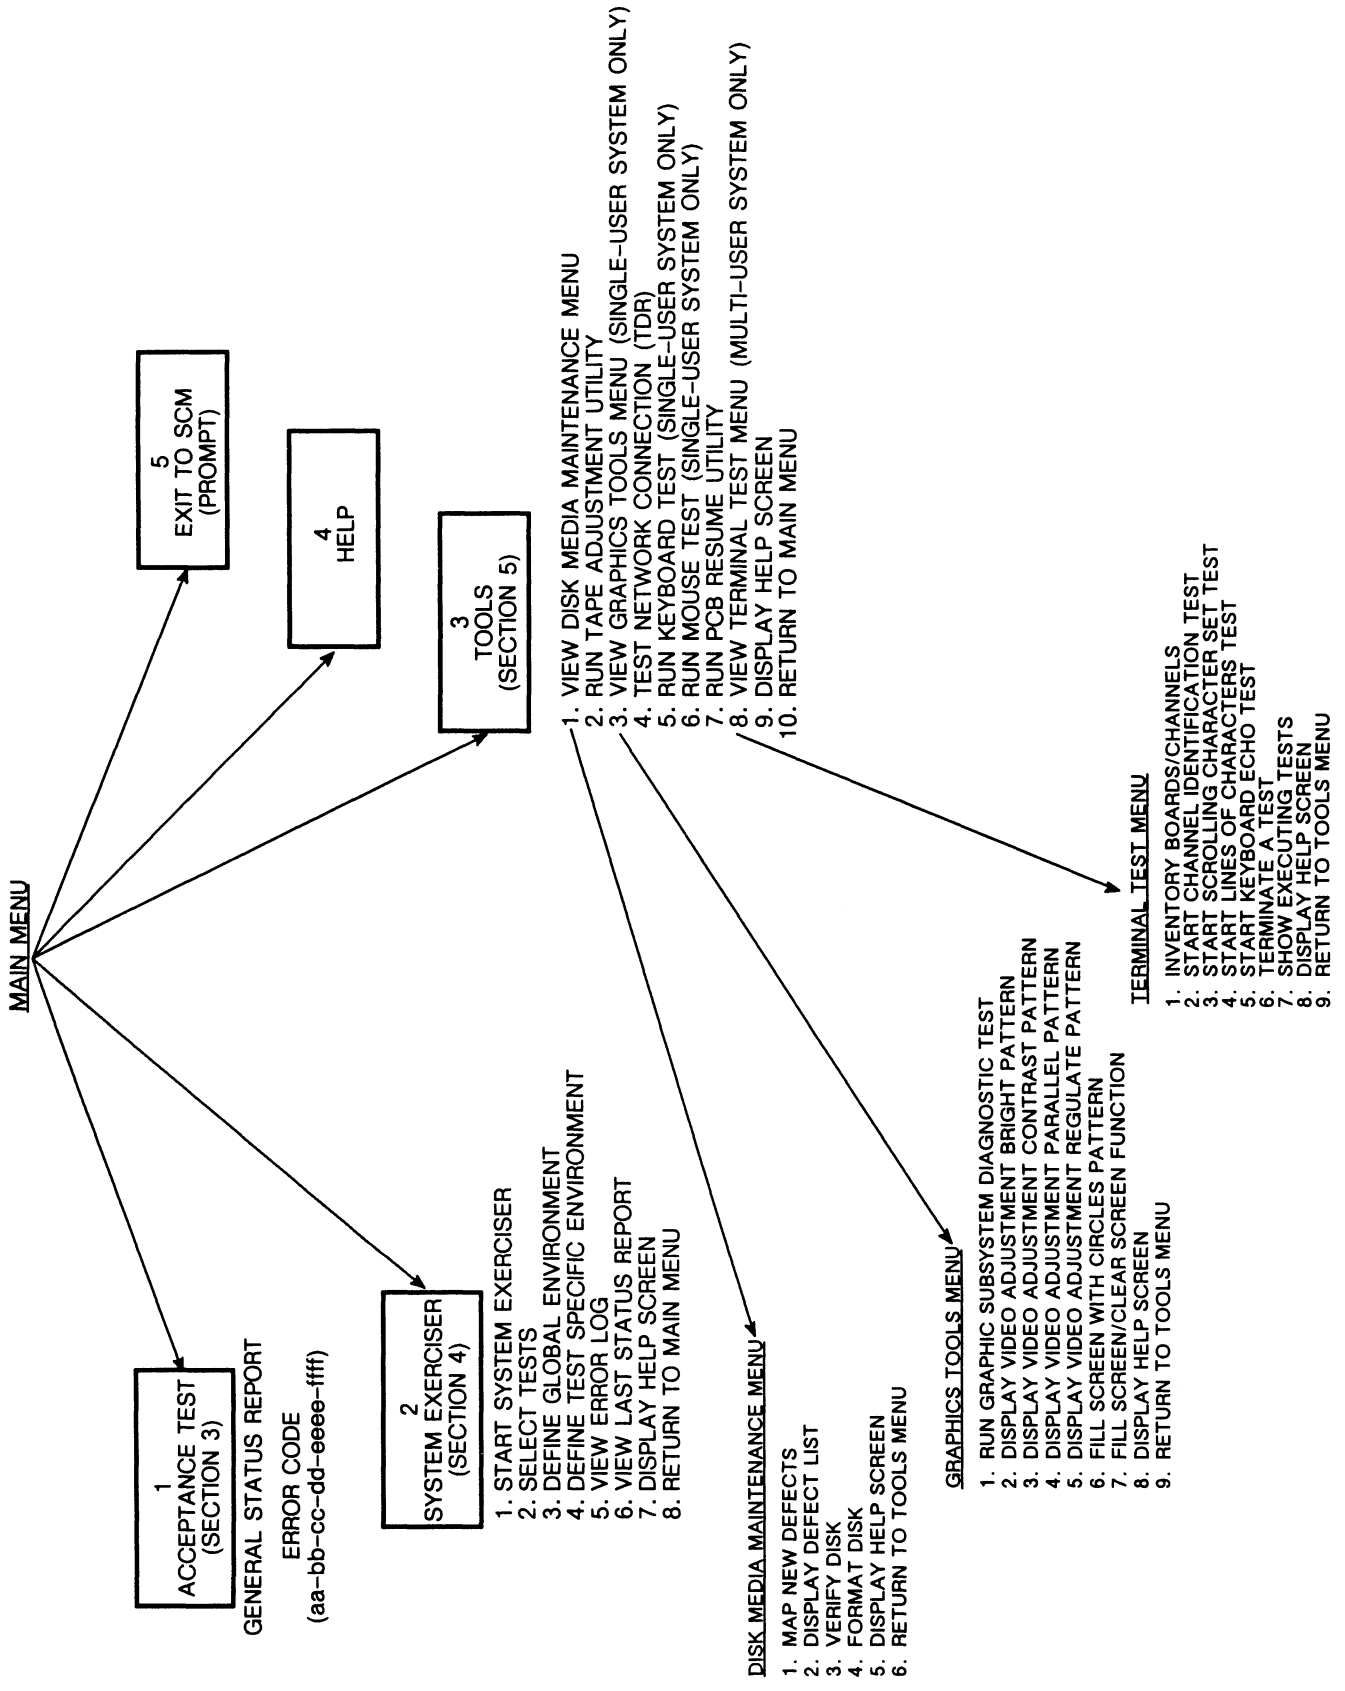 MAIN MENU
1
ACCEPTANCE TEST
(SECTION 3)
GENERAL STATUS REPORT
ERROR CODE
(aa-bb-cc-dd-eeee-ffff)
2
SYSTEM EXERCISER
(SECTION 4)
1. START SYSTEM EXERCISER
2. SELECT TESTS
3. DEFINE GLOBAL ENVIRONMENT
4. DEFINE TEST SPECIFIC ENVIRONMENT
5. VIEW ERROR LOG
6. VIEW LAST STATUS REPORT
7. DISPLAY HELP SCREEN
8. RETURN TO MAIN MENU
3
TOOLS
(SECTION 5)
1. VIEW DISK MEDIA MAINTENANCE MENU
2. RUN TAPE ADJUSTMENT UTILITY
3. VIEW GRAPHICS TOOLS MENU (SINGLE-USER SYSTEM ONLY)
4. TEST NETWORK CONNECTION (TDR)
5. RUN KEYBOARD TEST (SINGLE-USER SYSTEM ONLY)
6. RUN MOUSE TEST (SINGLE-USER SYSTEM ONLY)
7. RUN PCB RESUME UTILITY
8. VIEW TERMINAL TEST MENU (MULTI-USER SYSTEM ONLY)
9. DISPLAY HELP SCREEN
10. RETURN TO MAIN MENU
4
HELP
5
EXIT TO SCM
(PROMPT)
DISK MEDIA MAINTENANCE MENU
1. MAP NEW DEFECTS
2. DISPLAY DEFECT LIST
3. VERIFY DISK
4. FORMAT DISK
5. DISPLAY HELP SCREEN
6. RETURN TO TOOLS MENU
GRAPHICS TOOLS MENU
1. RUN GRAPHIC SUBSYSTEM DIAGNOSTIC TEST
2. DISPLAY VIDEO ADJUSTMENT BRIGHT PATTERN
3. DISPLAY VIDEO ADJUSTMENT CONTRAST PATTERN
4. DISPLAY VIDEO ADJUSTMENT PARALLEL PATTERN
5. DISPLAY VIDEO ADJUSTMENT REGULATE PATTERN
6. FILL SCREEN WITH CIRCLES PATTERN
7. FILL SCREEN/CLEAR SCREEN FUNCTION
8. DISPLAY HELP SCREEN
9. RETURN TO TOOLS MENU
TERMINAL TEST MENU
1. INVENTORY BOARDS/CHANNELS
2. START CHANNEL IDENTIFICATION TEST
3. START SCROLLING CHARACTER SET TEST
4. START LINES OF CHARACTERS TEST
5. START KEYBOARD ECHO TEST
6. TERMINATE A TEST
7. SHOW EXECUTING TESTS
8. DISPLAY HELP SCREEN
9. RETURN TO TOOLS MENU